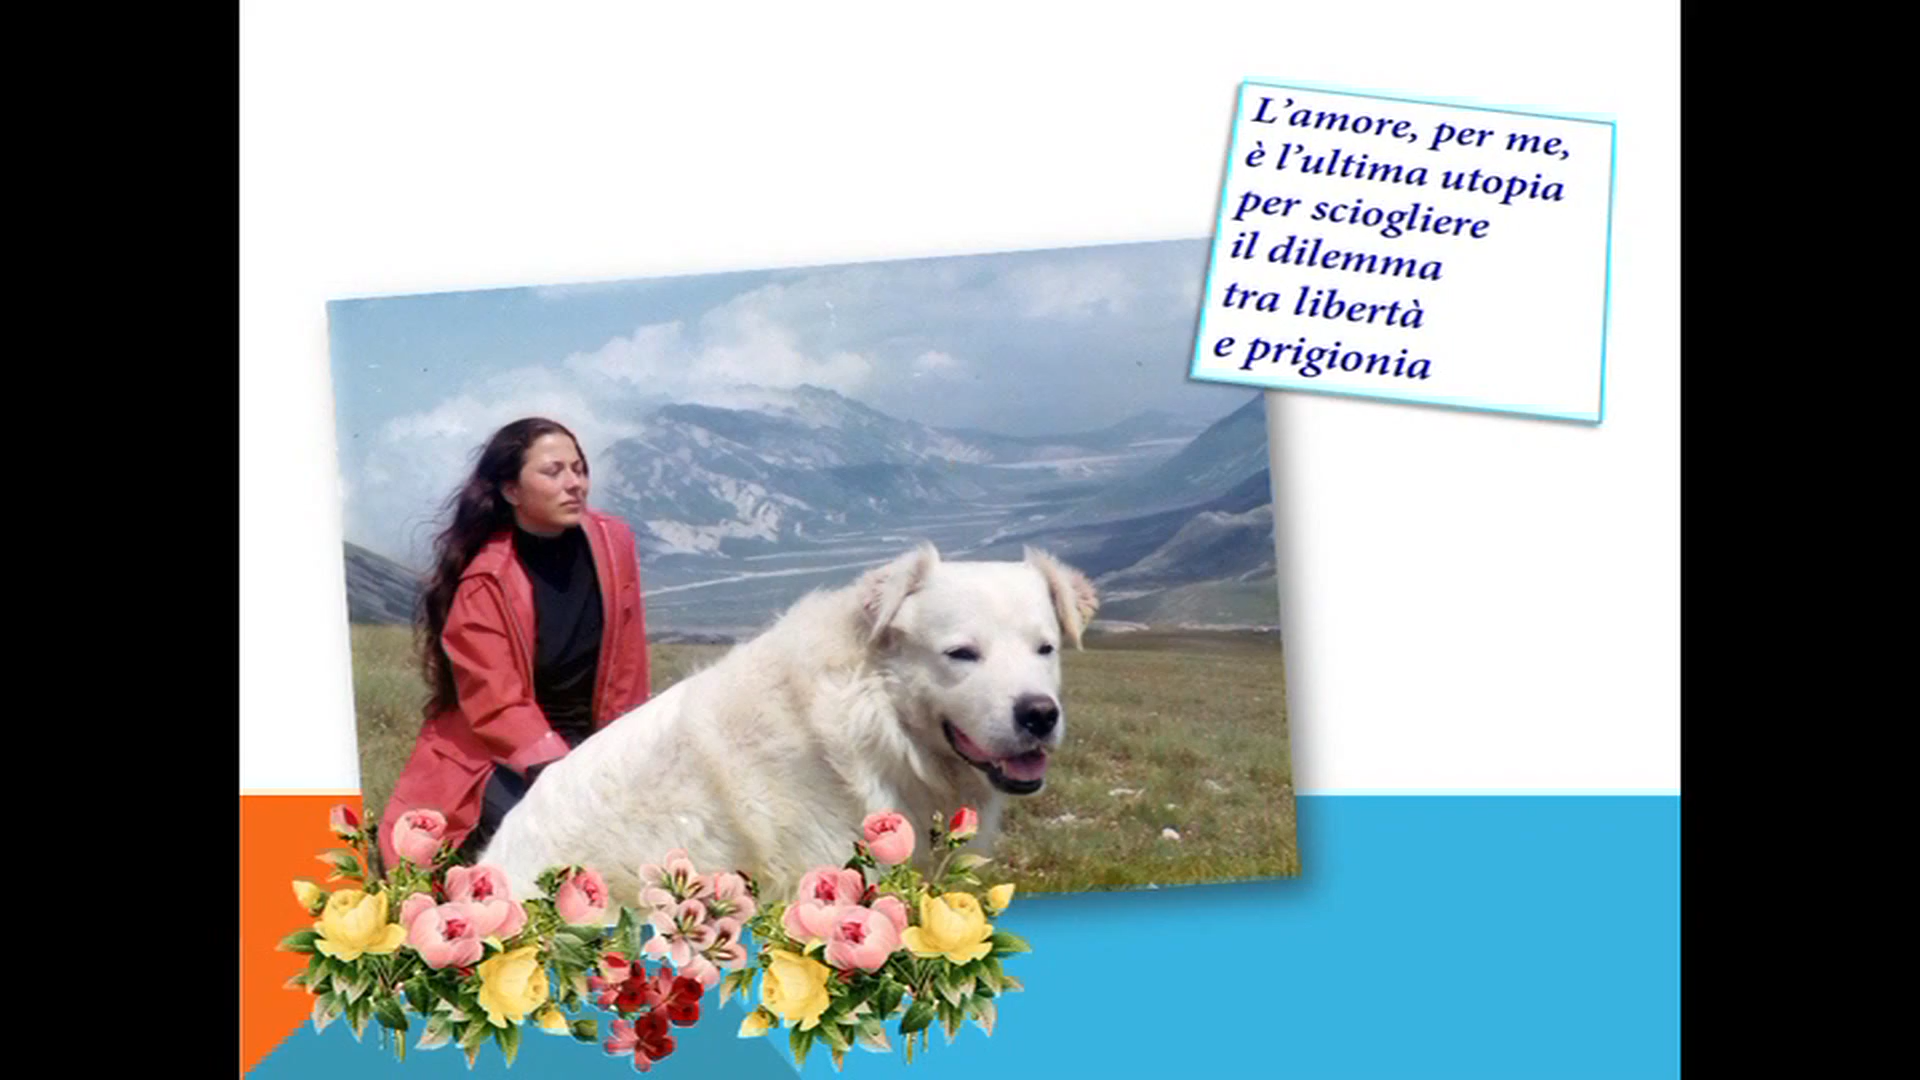 L’amore, per me,
è l’ultima utopia
per sciogliere
il dilemma
tra libertà
e prigionia